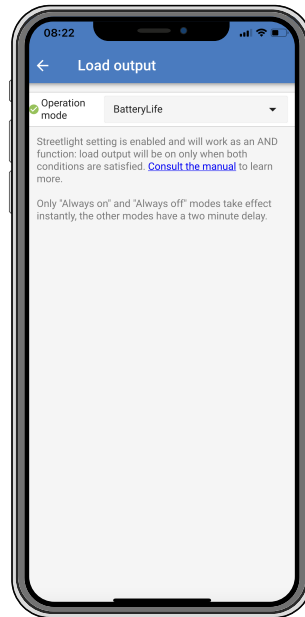 08:22
Load output
Operation
mode
BatteryLife
Streetlight setting is enabled and will work as an AND
function: load output will be on only when both
conditions are satisfied. Consult the manual to learn
more.
Only "Always on" and "Always off" modes take effect
instantly, the other modes have a two minute delay.